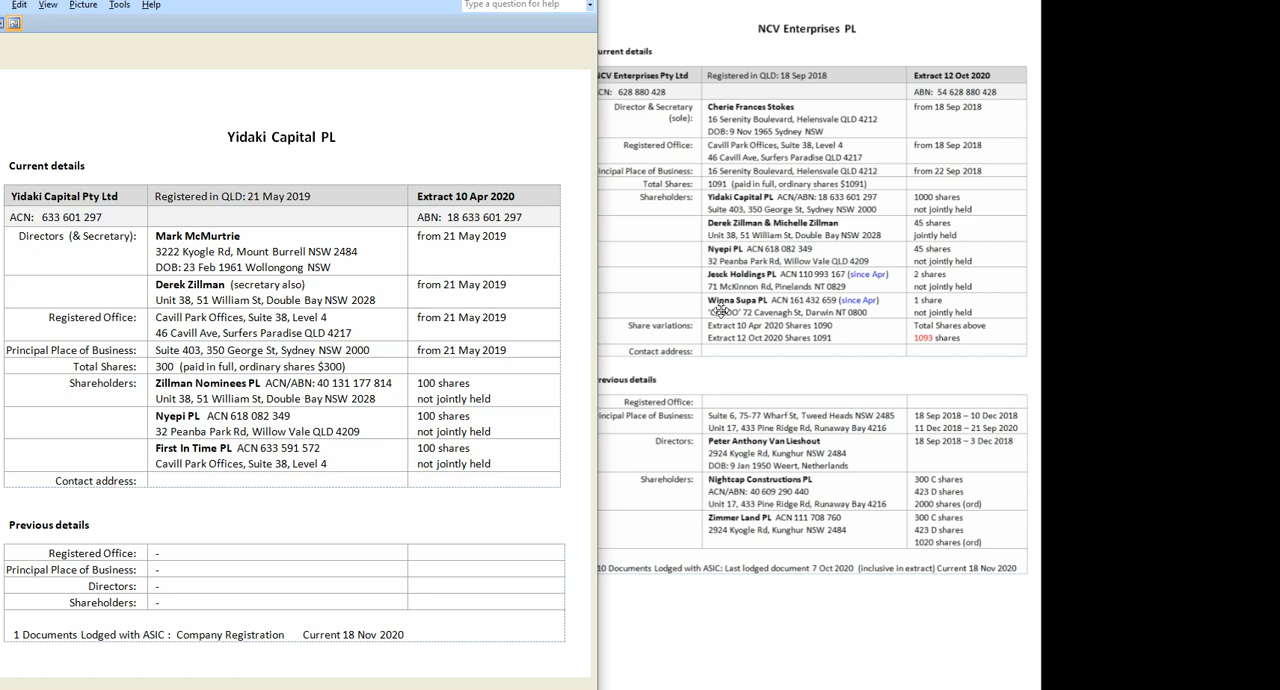 Edit View Picture Tools Help
Type a question for help
Yidaki Capital PL
Current details
Yidaki Capital Pty Ltd Registered in QLD: 21 May 2019 Extract 10 Apr 2020
ACN: 633 601 297 ABN: 18 633 601 297
Directors (& Secretary): Mark McMurtrie from 21 May 2019
3222 Kyogle Rd, Mount Burrell NSW 2484
DOB: 23 Feb 1961 Wollongong NSW
Derek Zillman (secretary also) from 21 May 2019
Unit 38, 51 William St, Double Bay NSW 2028
Registered Office: Cavill Park Offices, Suite 38, Level 4 from 21 May 2019
46 Cavill Ave, Surfers Paradise QLD 4217
Principal Place of Business: Suite 403, 350 George St, Sydney NSW 2000 from 21 May 2019
Total Shares: 300 (paid in full, ordinary shares $300)
Shareholders: Zillman Nominees PL ACN/ABN: 40 131 177 814 100 shares
Unit 38, 51 William St, Double Bay NSW 2028 not jointly held
Nyepi PL ACN 618 082 349 100 shares
32 Peanba Park Rd, Willow Vale QLD 4209 not jointly held
First In Time PL ACN 633 591 572 100 shares
Cavill Park Offices, Suite 38, Level 4 not jointly held
Contact address:
Previous details
Registered Office: -
Principal Place of Business: -
Directors: -
Shareholders: -
1 Documents Lodged with ASIC : Company Registration Current 18 Nov 2020
NCV Enterprises PL
urrent details
NCV Enterprises Pty Ltd Registered in QLD: 18 Sep 2018 Extract 12 Oct 2020
CN: 628 880 428 ABN: 54 628 880 428
Director & Secretary Cherie Frances Stokes from 18 Sep 2018
(sole): 16 Serenity Boulevard, Helensvale QLD 4212
DOB: 9 Nov 1965 Sydney NSW
Registered Office: Cavill Park Offices, Suite 38, Level 4 from 18 Sep 2018
46 Cavill Ave, Surfers Paradise QLD 4217
incipal Place of Business: 16 Serenity Boulevard, Helensvale QLD 4212 from 22 Sep 2018
Total Shares: 1091 (paid in full, ordinary shares $1091)
Shareholders: Yidaki Capital PL ACN/ABN: 18 633 601 297 1000 shares
Suite 403, 350 George St, Sydney NSW 2000 not jointly held
Derek Zillman & Michelle Zillman 45 shares
Unit 38, 51 William St, Double Bay NSW 2028 jointly held
Nyepi PL ACN 618 082 349 45 shares
32 Peanba Park Rd, Willow Vale QLD 4209 not jointly held
Jesck Holdings PL ACN 110 993 167 (since Apr) 2 shares
71 McKinnon Rd, Pinelands NT 0829 not jointly held
Winna Supa PL ACN 161 432 659 (since Apr) 1 share
72 Cavenagh St, Darwin NT 0800 not jointly held
Share variations: Extract 10 Apr 2020 Shares 1090 Total Shares above
Extract 12 Oct 2020 Shares 1091 1093 shares
Contact address:
revious details
Registered Office:
incipal Place of Business: Suite 6, 75-77 Wharf St, Tweed Heads NSW 2485 18 Sep 2018 – 10 Dec 2018
Unit 17, 433 Pine Ridge Rd, Runaway Bay 4216 11 Dec 2018 – 21 Sep 2020
Directors: Peter Anthony Van Lieshout 18 Sep 2018 – 3 Dec 2018
2924 Kyogle Rd, Kunghur NSW 2484
DOB: 9 Jan 1950 Weert, Netherlands
Shareholders: Nightcap Constructions PL 300 C shares
ACN/ABN: 40 609 290 440 423 D shares
Unit 17, 433 Pine Ridge Rd, Runaway Bay 4216 2000 shares (ord)
Zimmer Land PL ACN 111 708 760 300 C shares
2924 Kyogle Rd, Kunghur NSW 2484 423 D shares
1020 shares (ord)
10 Documents Lodged with ASIC: Last lodged document 7 Oct 2020 (inclusive in extract) Current 18 Nov 2020